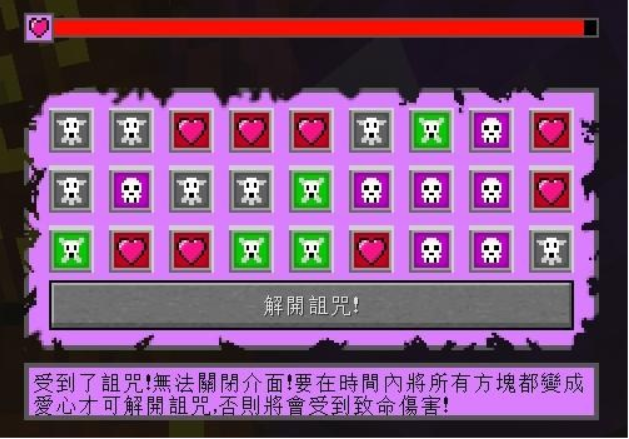 解開詛咒!
受到了詛咒!無法關閉介面!要在時間內將所有方塊都變成
愛心才可解開詛咒,否則將會受到致命傷害!